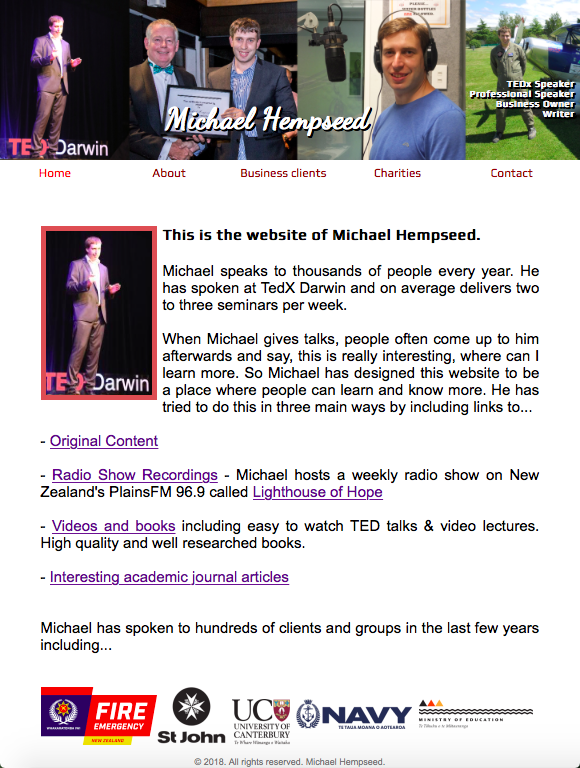 PLEASE...
TEDx Speaker
Professional Speaker
Business Owner
Writer
Michael Hempseed
TED Darwin
Home About Business clients Charities Contact
This is the website of Michael Hempseed.
Michael speaks to thousands of people every year. He
has spoken at TedX Darwin and on average delivers two
to three seminars per week.
When Michael gives talks, people often come up to him
afterwards and say, this is really interesting, where can I
learn more. So Michael has designed this website to be
a place where people can learn and know more. He has
tried to do this in three main ways by including links to...
TED Darwin
- Original Content
- Radio Show Recordings - Michael hosts a weekly radio show on New
Zealand's PlainsFM 96.9 called Lighthouse of Hope
- Videos and books including easy to watch TED talks & video lectures.
High quality and well researched books.
- Interesting academic journal articles
Michael has spoken to hundreds of clients and groups in the last few years
including...
FIRE
EMERGENCY
NEW ZEALAND
WHAKARATONGA IWI
St John
UC
UNIVERSITY OF
CANTERBURY
Te Whare Wānanga o Waitaha
NAVY
TE TAUA MOANA O AOTEAROA
MINISTRY OF EDUCATION
Te Tāhuhu o te Mātauranga
© 2018. All rights reserved. Michael Hempseed.